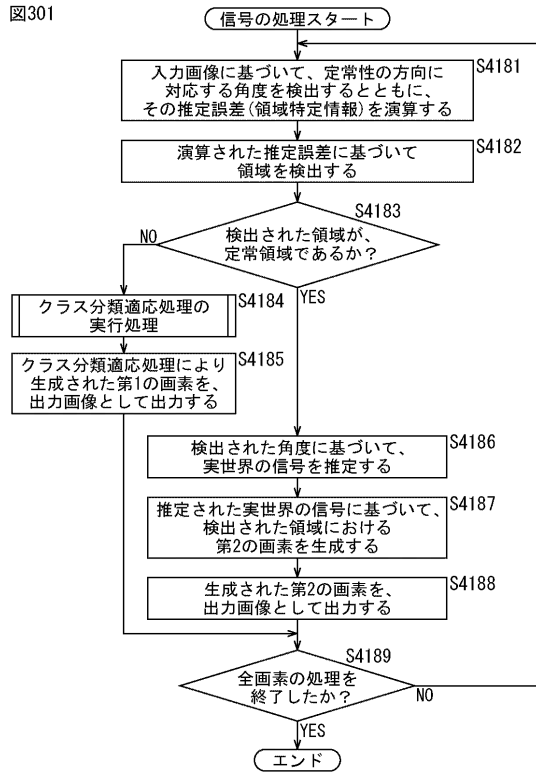 図301
信号の処理スタート
S4181
入力画像に基づいて、定常性の方向に
対応する角度を検出するとともに、
その推定誤差(領域特定情報)を演算する
S4182
演算された推定誤差に基づいて
領域を検出する
S4183
検出された領域が、
定常領域であるか？
NO
YES
S4184
クラス分類適応処理の
実行処理
S4185
クラス分類適応処理により
生成された第1の画素を、
出力画像として出力する
S4186
検出された角度に基づいて、
実世界の信号を推定する
S4187
推定された実世界の信号に基づいて、
検出された領域における
第2の画素を生成する
S4188
生成された第2の画素を、
出力画像として出力する
S4189
全画素の処理を
終了したか？
NO
YES
エンド